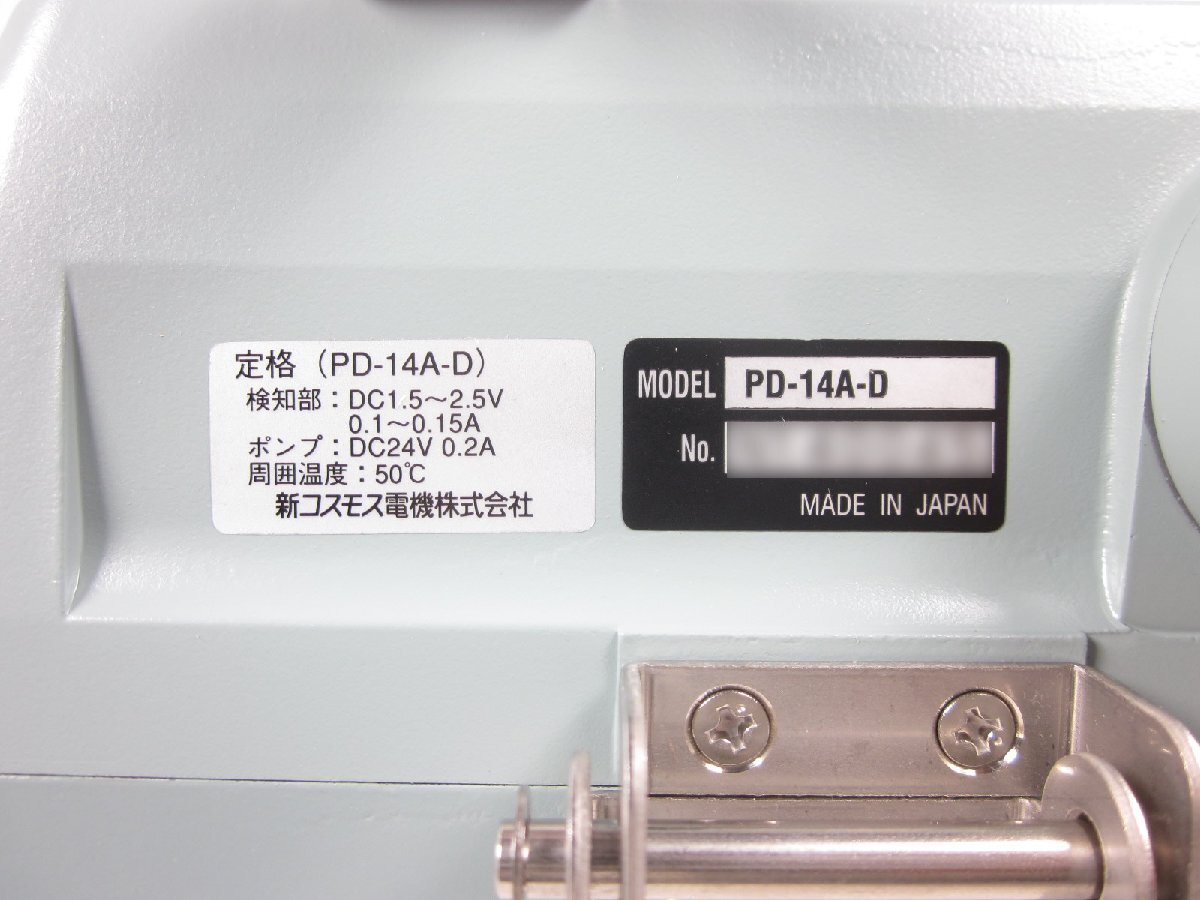 定格（PD-14A-D）
検知部：DC1.5～2.5V
0.1～0.15A
ポンプ：DC24V 0.2A
周囲温度：50℃
新コスモス電機株式会社
MODEL PD-14A-D
No.
MADE IN JAPAN